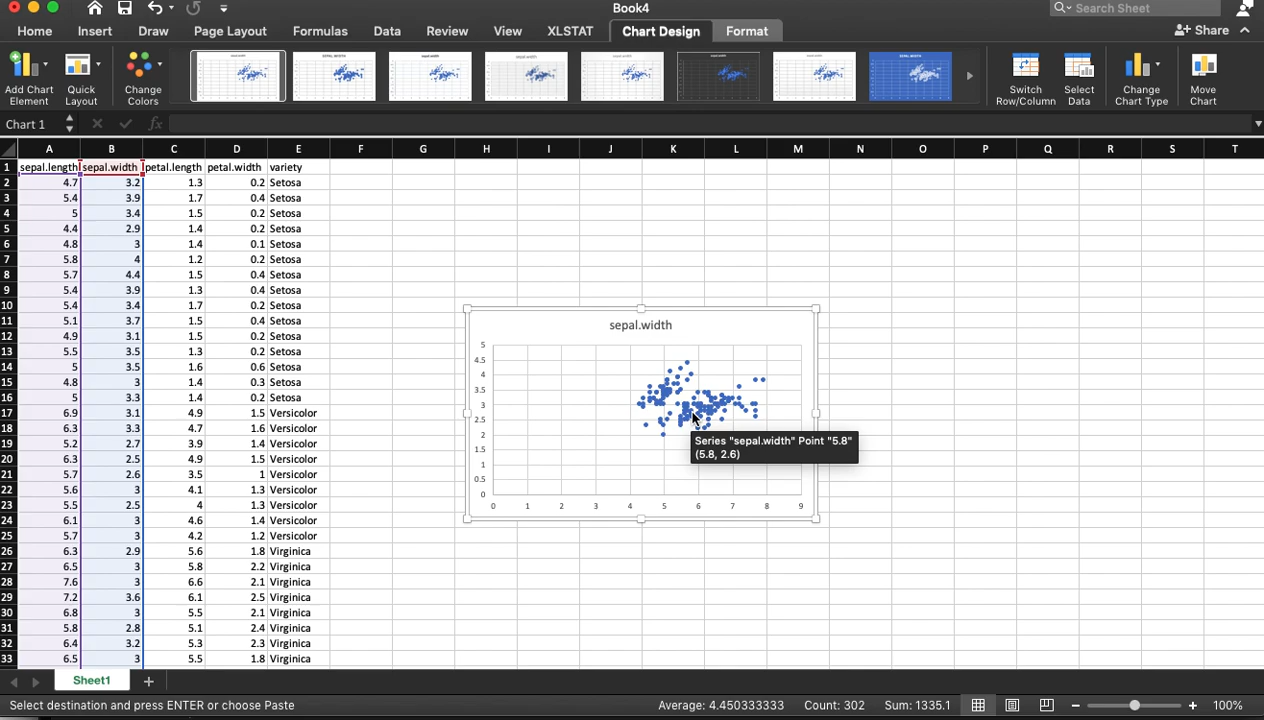 Book4
Search Sheet
Home Insert Draw Page Layout Formulas Data Review View XLSTAT Chart Design Format Share
Add Chart Element
Quick Layout
Change Colors
Switch Row/Column
Select Data
Change Chart Type
Move Chart
Chart 1 fx
A B C D E F G H I J K L M N O P Q R S T
1 sepal.length sepal.width petal.length petal.width variety
2 4.7 3.2 1.3 0.2 Setosa
3 5.4 3.9 1.7 0.4 Setosa
4 5 3.4 1.5 0.2 Setosa
5 4.4 2.9 1.4 0.2 Setosa
6 4.8 3 1.4 0.1 Setosa
7 5.8 4 1.2 0.2 Setosa
8 5.7 4.4 1.5 0.4 Setosa
9 5.4 3.9 1.3 0.4 Setosa
10 5.4 3.4 1.7 0.2 Setosa
11 5.1 3.7 1.5 0.4 Setosa
12 4.9 3.1 1.5 0.2 Setosa
13 5.5 3.5 1.3 0.2 Setosa
14 5 3.5 1.6 0.6 Setosa
15 4.8 3 1.4 0.3 Setosa
16 5 3.3 1.4 0.2 Setosa
17 6.9 3.1 4.9 1.5 Versicolor
18 6.3 3.3 4.7 1.6 Versicolor
19 5.2 2.7 3.9 1.4 Versicolor
20 6.3 2.5 4.9 1.5 Versicolor
21 5.7 2.6 3.5 1 Versicolor
22 5.6 3 4.1 1.3 Versicolor
23 5.5 2.5 4 1.3 Versicolor
24 6.1 3 4.6 1.4 Versicolor
25 5.7 3 4.2 1.2 Versicolor
26 6.3 2.9 5.6 1.8 Virginica
27 6.5 3 5.8 2.2 Virginica
28 7.6 3 6.6 2.1 Virginica
29 7.2 3.6 6.1 2.5 Virginica
30 6.8 3 5.5 2.1 Virginica
31 5.8 2.8 5.1 2.4 Virginica
32 6.4 3.2 5.3 2.3 Virginica
33 6.5 3 5.5 1.8 Virginica
sepal.width
5
4.5
4
3.5
3
2.5
2
1.5
1
0.5
0
0 1 2 3 4 5 6 7 8 9
Series "sepal.width" Point "5.8"
(5.8, 2.6)
Sheet1
Select destination and press ENTER or choose Paste Average: 4.450333333 Count: 302 Sum: 1335.1 100%